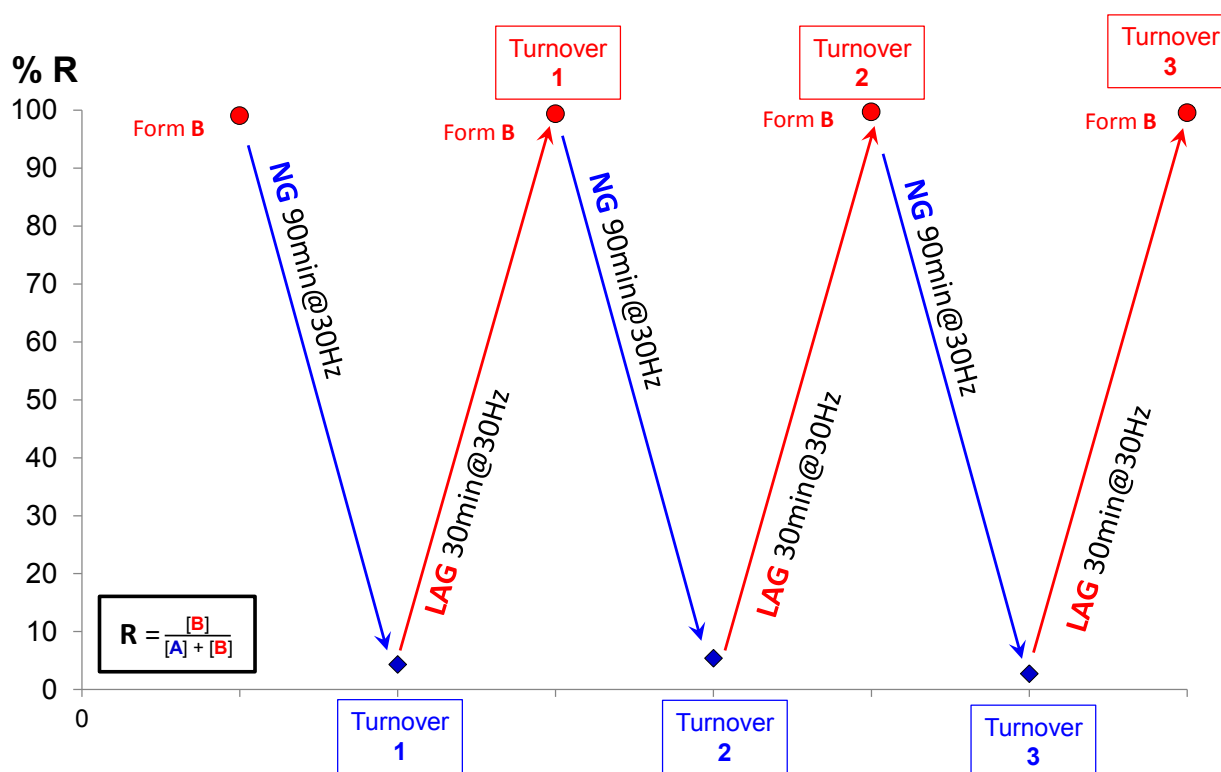 % R
Turnover
1
Turnover
2
Turnover
3
100
90
80
70
60
50
40
30
20
10
0
0
Form B
Form B
Form B
Form B
NG 90min@30Hz
LAG 30min@30Hz
NG 90min@30Hz
LAG 30min@30Hz
NG 90min@30Hz
LAG 30min@30Hz
R = [B] / [A] + [B]
Turnover
1
Turnover
2
Turnover
3